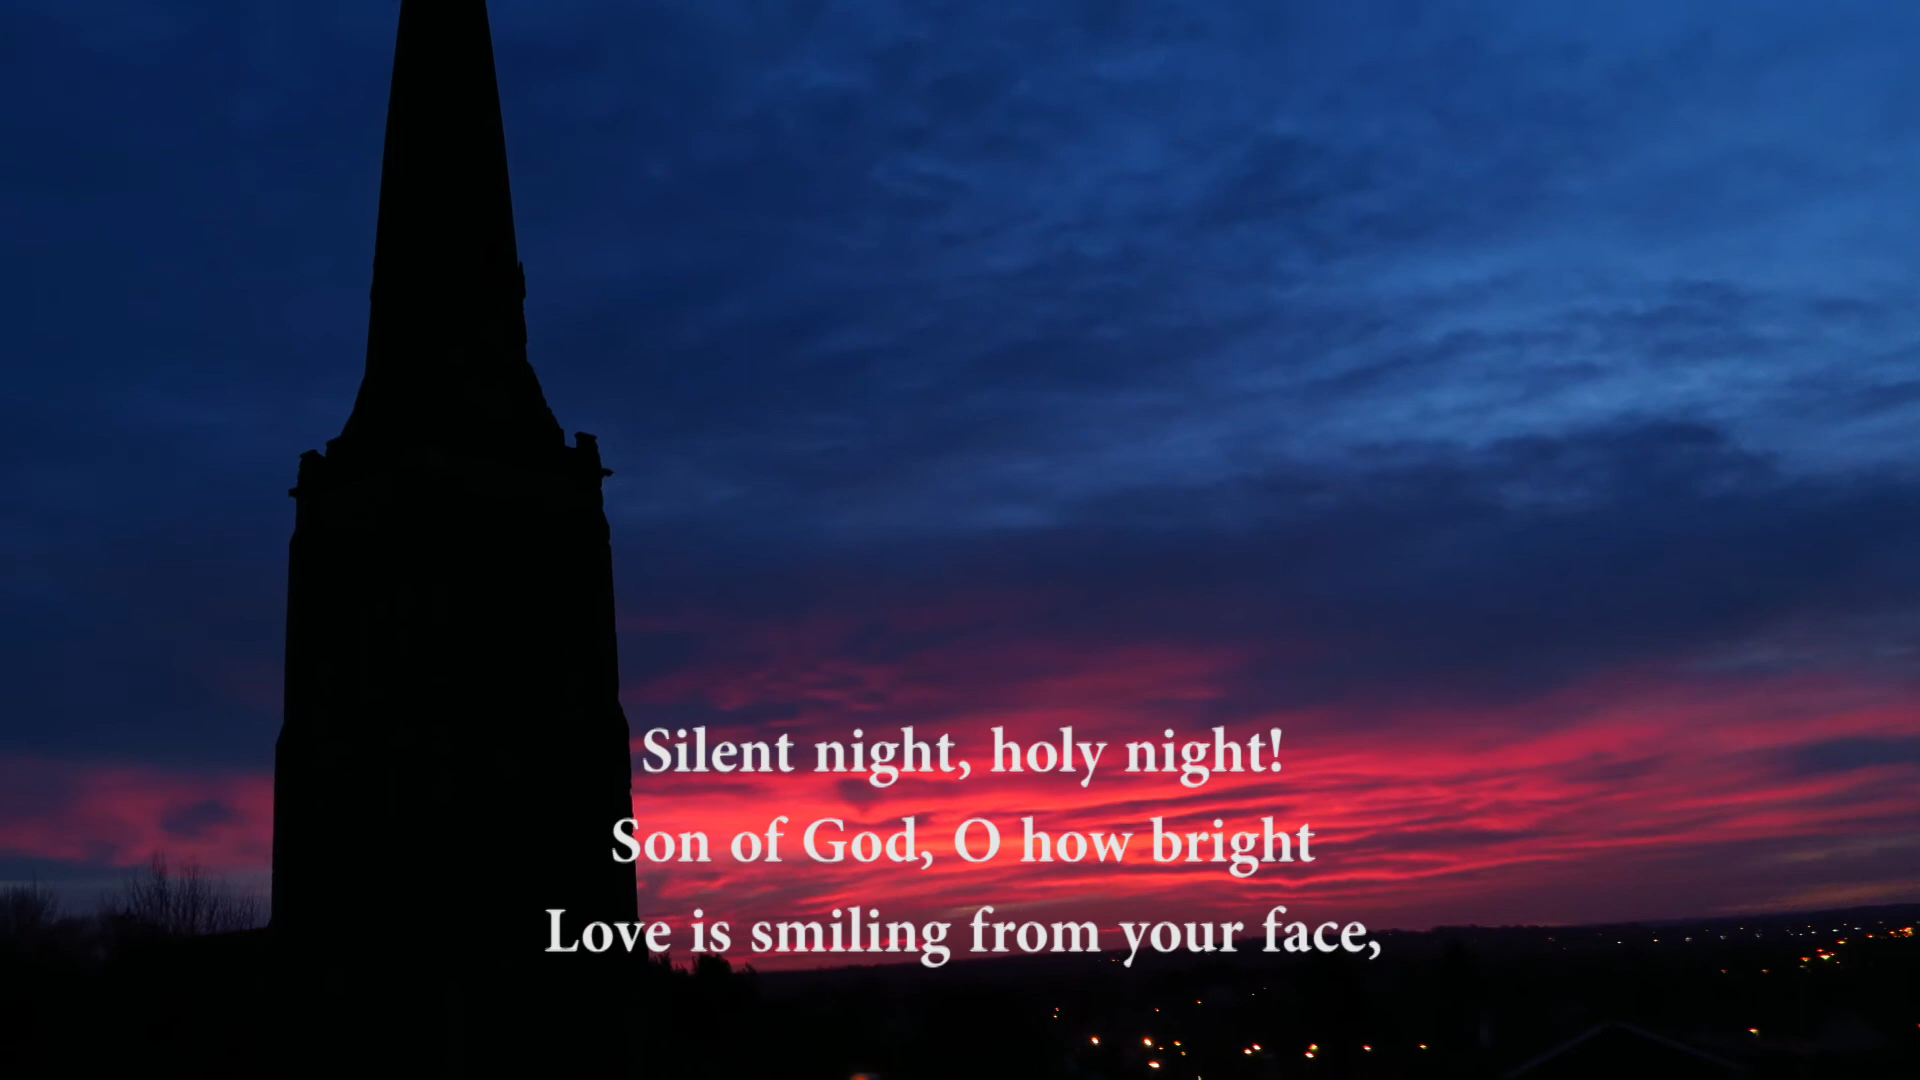 Silent night, holy night!
Son of God, O how bright
Love is smiling from your face,